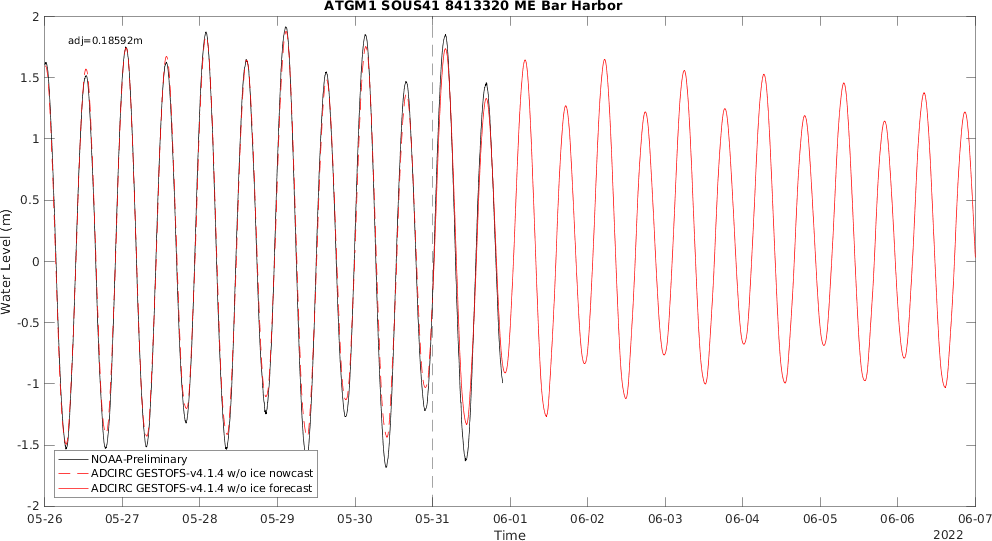 ATGM1 SOUS41 8413320 ME Bar Harbor
adj=0.18592m
2
1.5
1
0.5
0
-0.5
-1
-1.5
-2
Water Level (m)
NOAA-Preliminary
ADCIRC GESTOFS-v4.1.4 w/o ice nowcast
ADCIRC GESTOFS-v4.1.4 w/o ice forecast
05-26 05-27 05-28 05-29 05-30 05-31 06-01 06-02 06-03 06-04 06-05 06-06 06-07
Time
2022